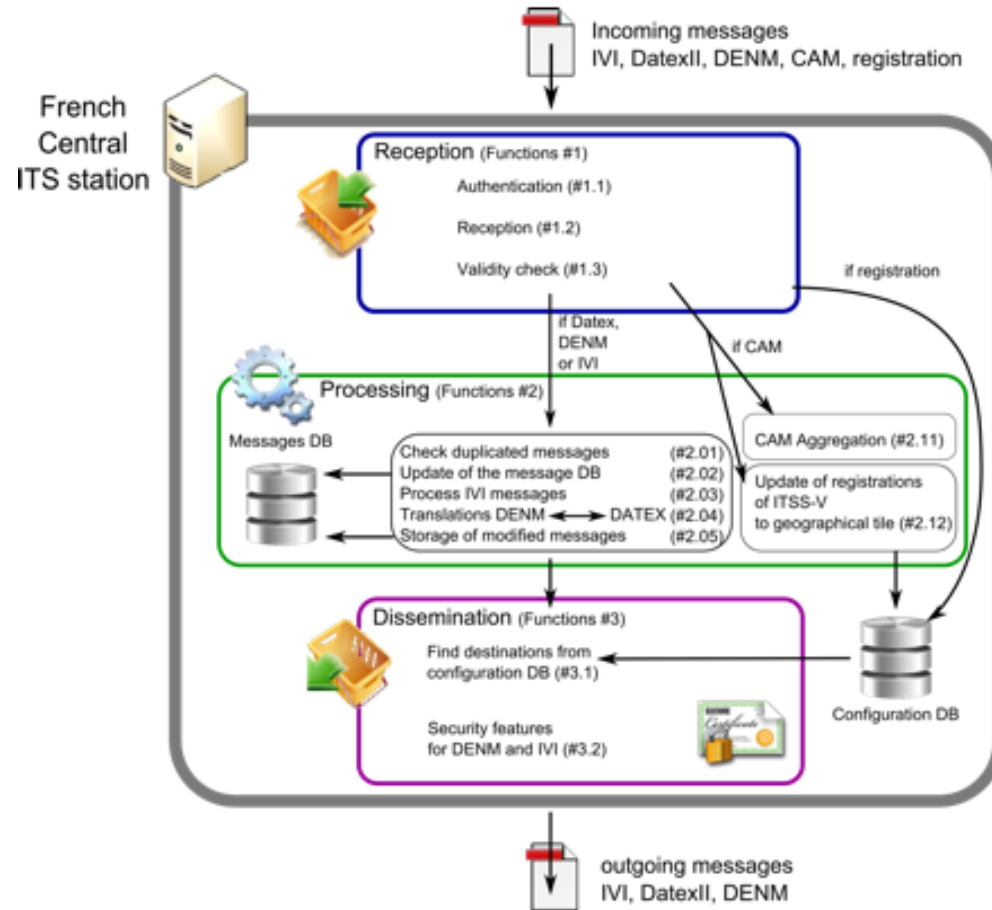 Incoming messages
IVI, DatexII, DENM, CAM, registration
French
Central
ITS station
Reception (Functions #1)
Authentication (#1.1)
Reception (#1.2)
Validity check (#1.3)
if registration
if Datex,
DENM
or IVI
if CAM
Processing (Functions #2)
Messages DB
Check duplicated messages (#2.01)
Update of the message DB (#2.02)
Process IVI messages (#2.03)
Translations DENM DATEX (#2.04)
Storage of modified messages (#2.05)
CAM Aggregation (#2.11)
Update of registrations
of ITSS-V
to geographical tile (#2.12)
Dissemination (Functions #3)
Find destinations from
configuration DB (#3.1)
Security features
for DENM and IVI (#3.2)
Certificate
Configuration DB
outgoing messages
IVI, DatexII, DENM